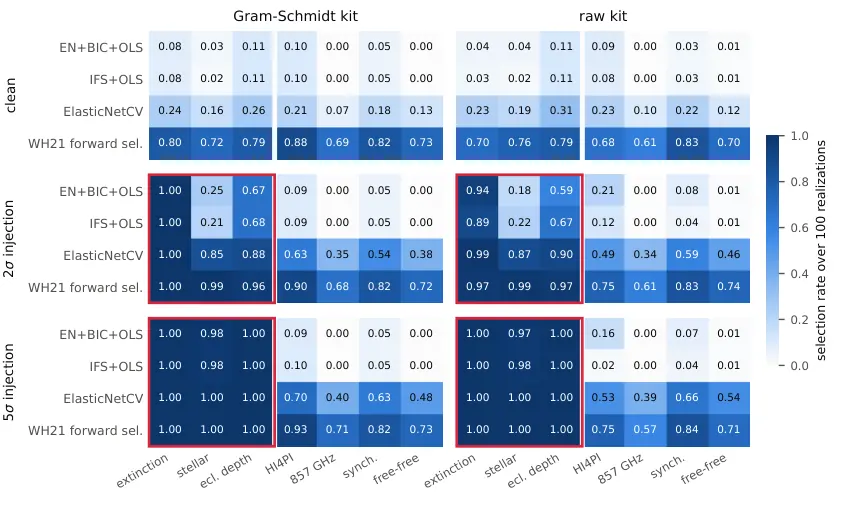 Gram-Schmidt kit raw kit
clean
EN+BIC+OLS 0.08 0.03 0.11 0.10 0.00 0.05 0.00 0.04 0.04 0.11 0.09 0.00 0.03 0.01
IFS+OLS 0.08 0.02 0.11 0.10 0.00 0.05 0.00 0.03 0.02 0.11 0.08 0.00 0.03 0.01
ElasticNetCV 0.24 0.16 0.26 0.21 0.07 0.18 0.13 0.23 0.19 0.31 0.23 0.10 0.22 0.12
WH21 forward sel. 0.80 0.72 0.79 0.88 0.69 0.82 0.73 0.70 0.76 0.79 0.68 0.61 0.83 0.70
2σ injection
EN+BIC+OLS 1.00 0.25 0.67 0.09 0.00 0.05 0.00 0.94 0.18 0.59 0.21 0.00 0.08 0.01
IFS+OLS 1.00 0.21 0.68 0.09 0.00 0.05 0.00 0.89 0.22 0.67 0.12 0.00 0.04 0.01
ElasticNetCV 1.00 0.85 0.88 0.63 0.35 0.54 0.38 0.99 0.87 0.90 0.49 0.34 0.59 0.46
WH21 forward sel. 1.00 0.99 0.96 0.90 0.68 0.82 0.72 0.97 0.99 0.97 0.75 0.61 0.83 0.74
5σ injection
EN+BIC+OLS 1.00 0.98 1.00 0.09 0.00 0.05 0.00 1.00 0.97 1.00 0.16 0.00 0.07 0.01
IFS+OLS 1.00 0.98 1.00 0.10 0.00 0.05 0.00 1.00 0.98 1.00 0.02 0.00 0.04 0.01
ElasticNetCV 1.00 1.00 1.00 0.70 0.40 0.63 0.48 1.00 1.00 1.00 0.53 0.39 0.66 0.54
WH21 forward sel. 1.00 1.00 1.00 0.93 0.71 0.82 0.73 1.00 1.00 1.00 0.75 0.57 0.84 0.71
extinction stellar ecl. depth HI4PI 857 GHz synch. free-free extinction stellar ecl. depth HI4PI 857 GHz synch. free-free
1.0
0.8
0.6
0.4
0.2
0.0
selection rate over 100 realizations